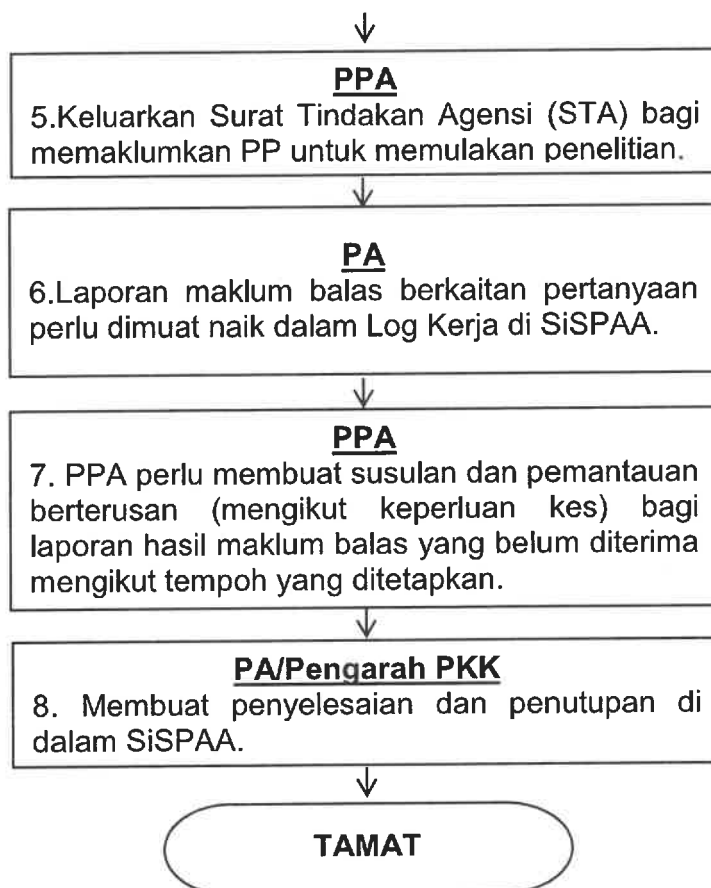 PPA
5.Keluarkan Surat Tindakan Agensi (STA) bagi
memaklumkan PP untuk memulakan penelitian.
PA
6.Laporan maklum balas berkaitan pertanyaan
perlu dimuat naik dalam Log Kerja di SiSPAA.
PPA
7. PPA perlu membuat susulan dan pemantauan
berterusan (mengikut keperluan kes) bagi
laporan hasil maklum balas yang belum diterima
mengikut tempoh yang ditetapkan.
PA/Pengarah PKK
8. Membuat penyelesaian dan penutupan di
dalam SiSPAA.
TAMAT